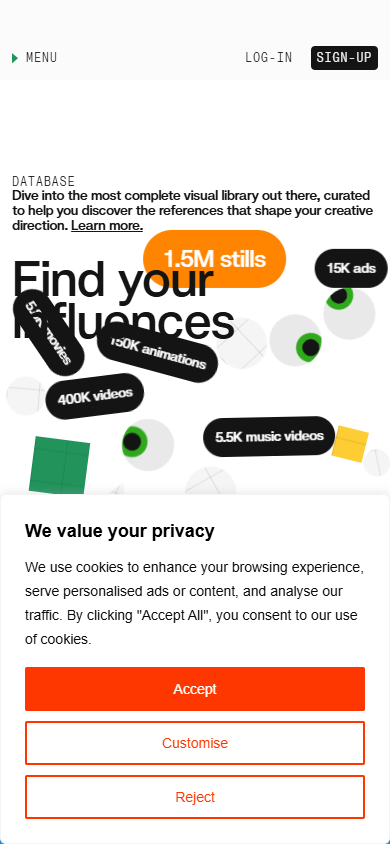 MENU
LOG-IN
SIGN-UP
DATABASE
Dive into the most complete visual library out there, curated
to help you discover the references that shape your creative
direction. Learn more.
1.5M stills
15K ads
Find your
influences
movies
150K animations
400K videos
5.5K music videos
We value your privacy
We use cookies to enhance your browsing experience,
serve personalised ads or content, and analyse our
traffic. By clicking "Accept All", you consent to our use
of cookies.
Accept
Customise
Reject